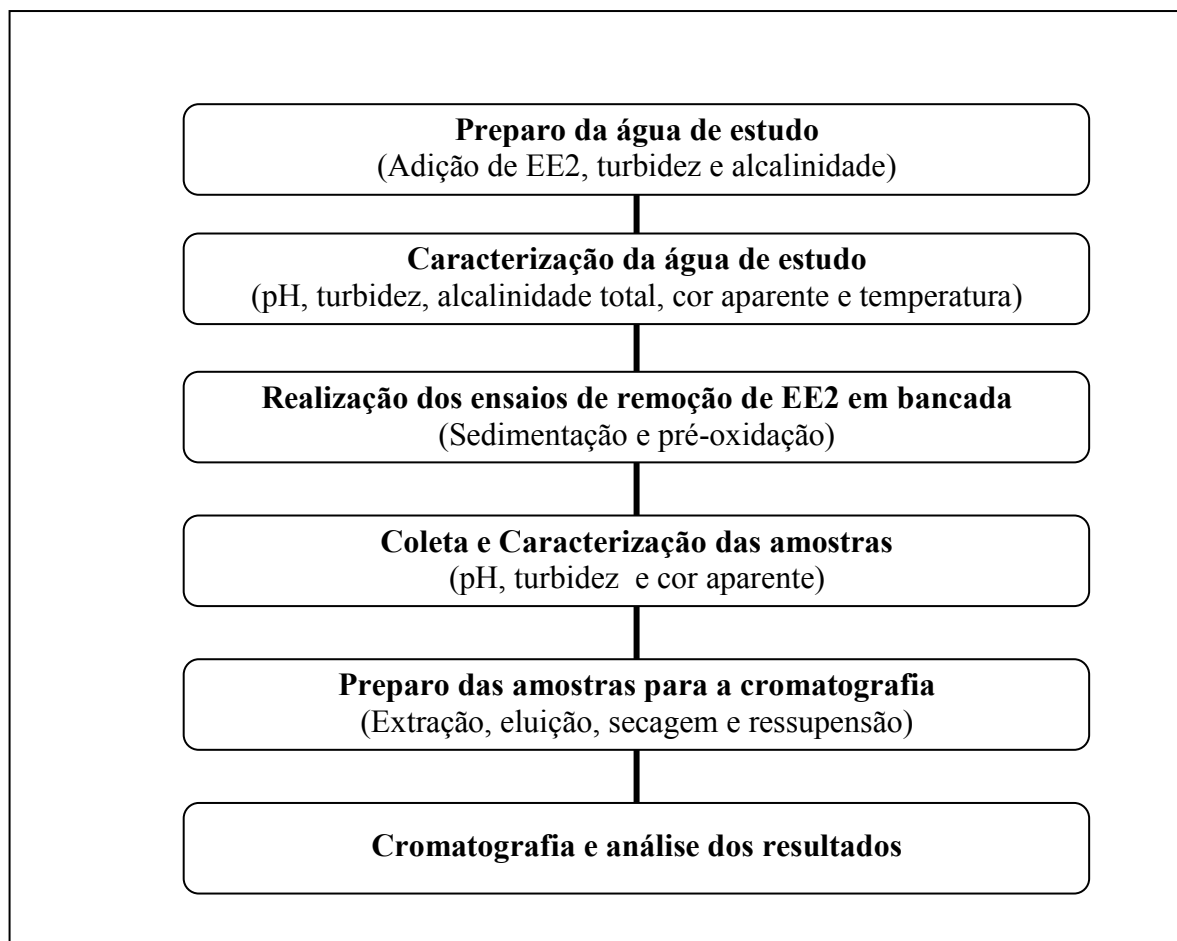 Preparo da água de estudo
(Adição de EE2, turbidez e alcalinidade)
Caracterização da água de estudo
(pH, turbidez, alcalinidade total, cor aparente e temperatura)
Realização dos ensaios de remoção de EE2 em bancada
(Sedimentação e pré-oxidação)
Coleta e Caracterização das amostras
(pH, turbidez  e cor aparente)
Preparo das amostras para a cromatografia
(Extração, eluição, secagem e ressupensão)
Cromatografia e análise dos resultados